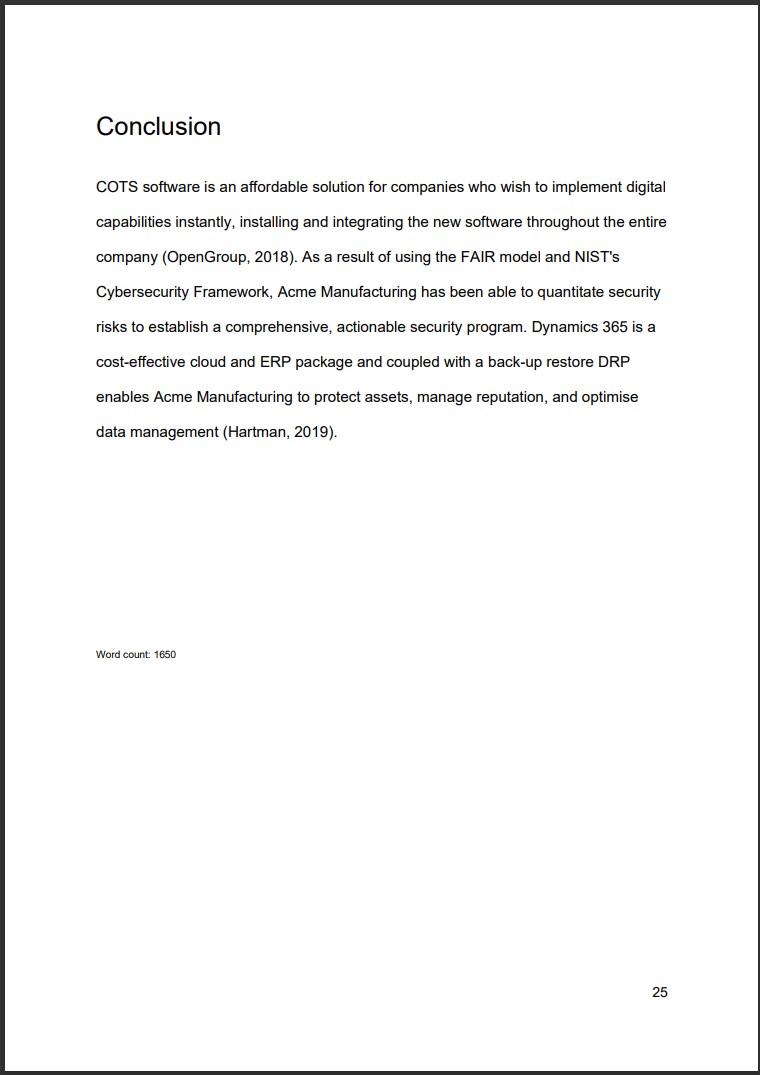 Conclusion
COTS software is an affordable solution for companies who wish to implement digital
capabilities instantly, installing and integrating the new software throughout the entire
company (OpenGroup, 2018). As a result of using the FAIR model and NIST's
Cybersecurity Framework, Acme Manufacturing has been able to quantitate security
risks to establish a comprehensive, actionable security program. Dynamics 365 is a
cost-effective cloud and ERP package and coupled with a back-up restore DRP
enables Acme Manufacturing to protect assets, manage reputation, and optimise
data management (Hartman, 2019).
Word count: 1650
25